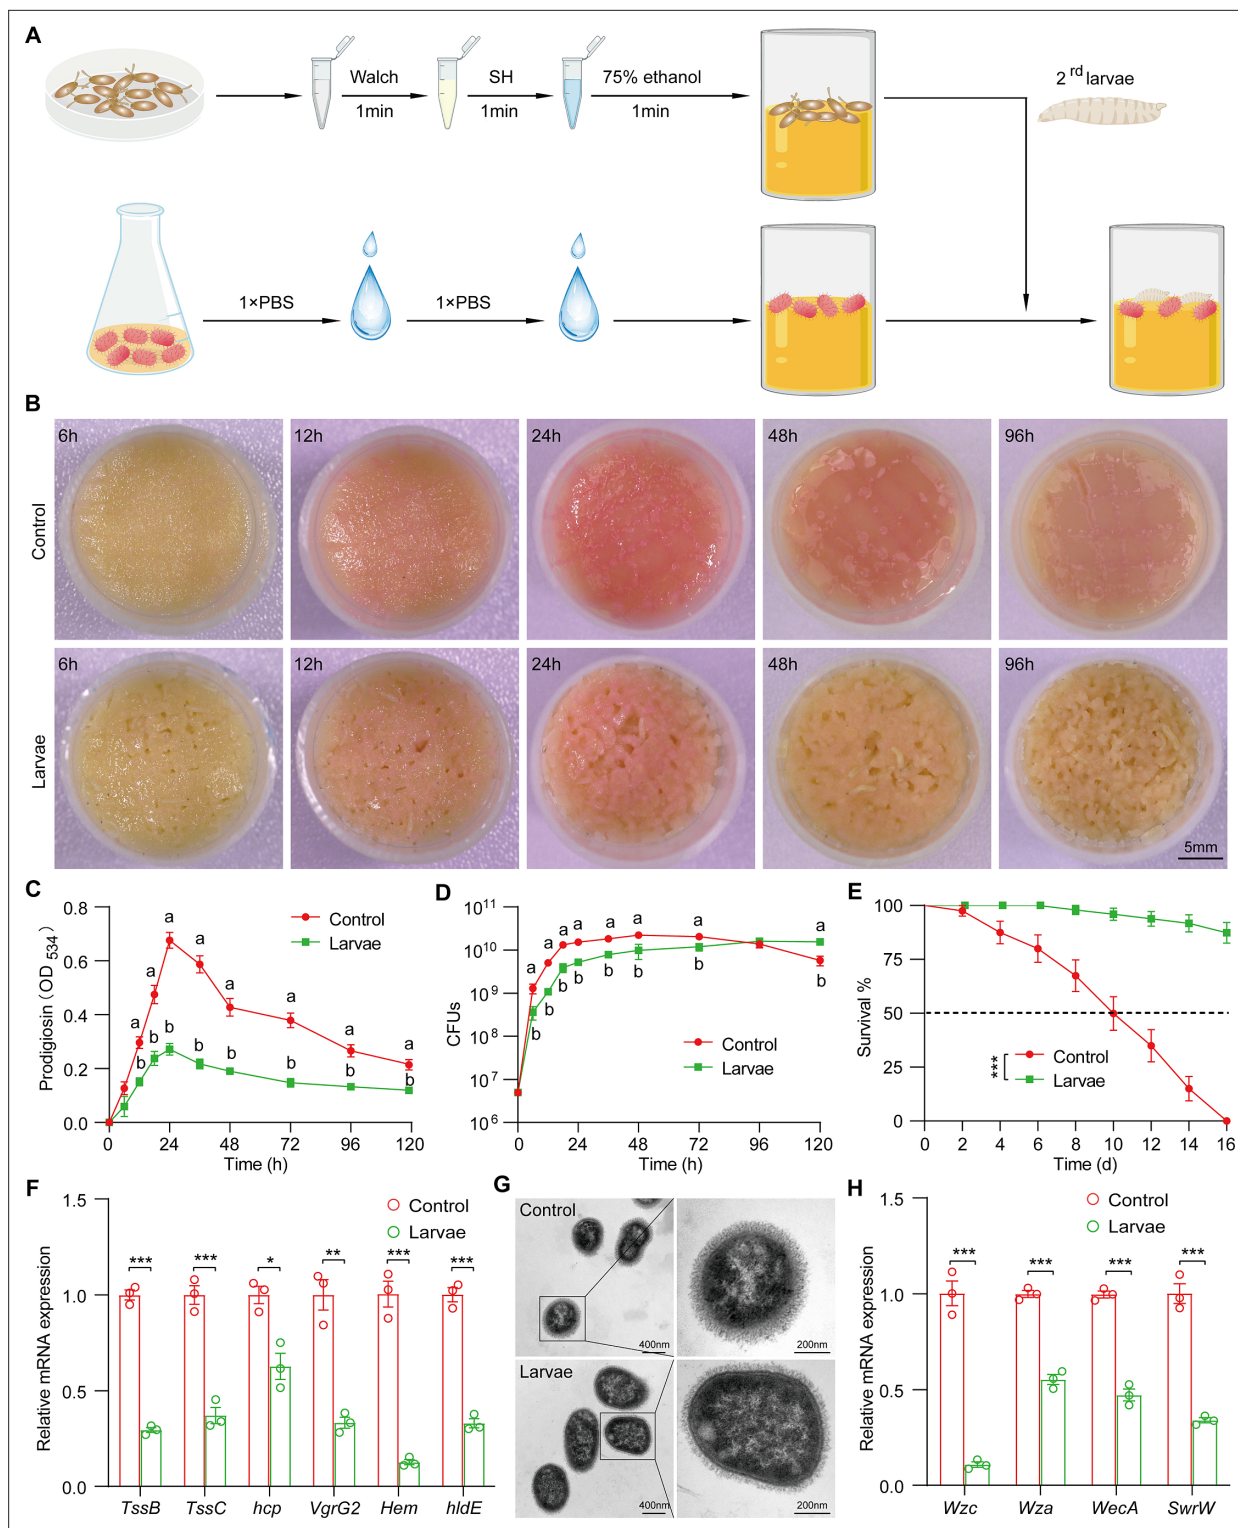 A
Walch
SH
75% ethanol
1min
1min
1min
2 rd larvae
1×PBS
1×PBS
B
Control
6h
12h
24h
48h
96h
Larvae
6h
12h
24h
48h
96h
5mm
C
Prodigiosin (OD 534)
0.8
0.6
0.4
0.2
0.0
a
a
a
a
a
a
a
a
b
b
b
b
b
b
b
b
Control
Larvae
0
24
48
72
96
120
Time (h)
D
CFUs
10^11
10^10
10^9
10^8
10^7
10^6
a
a
a
a
a
a
a
a
b
b
b
b
b
b
b
b
Control
Larvae
0
24
48
72
96
120
Time (h)
E
Survival %
100
75
50
25
0
***
Control
Larvae
0
2
4
6
8
10
12
14
16
Time (d)
F
Relative mRNA expression
1.5
1.0
0.5
0.0
Control
Larvae
***
***
*
**
***
***
TssB
TssC
hcp
VgrG2
Hem
hldE
G
Control
400nm
200nm
Larvae
400nm
200nm
H
Relative mRNA expression
1.5
1.0
0.5
0.0
Control
Larvae
***
***
***
***
Wzc
Wza
WecA
SwrW